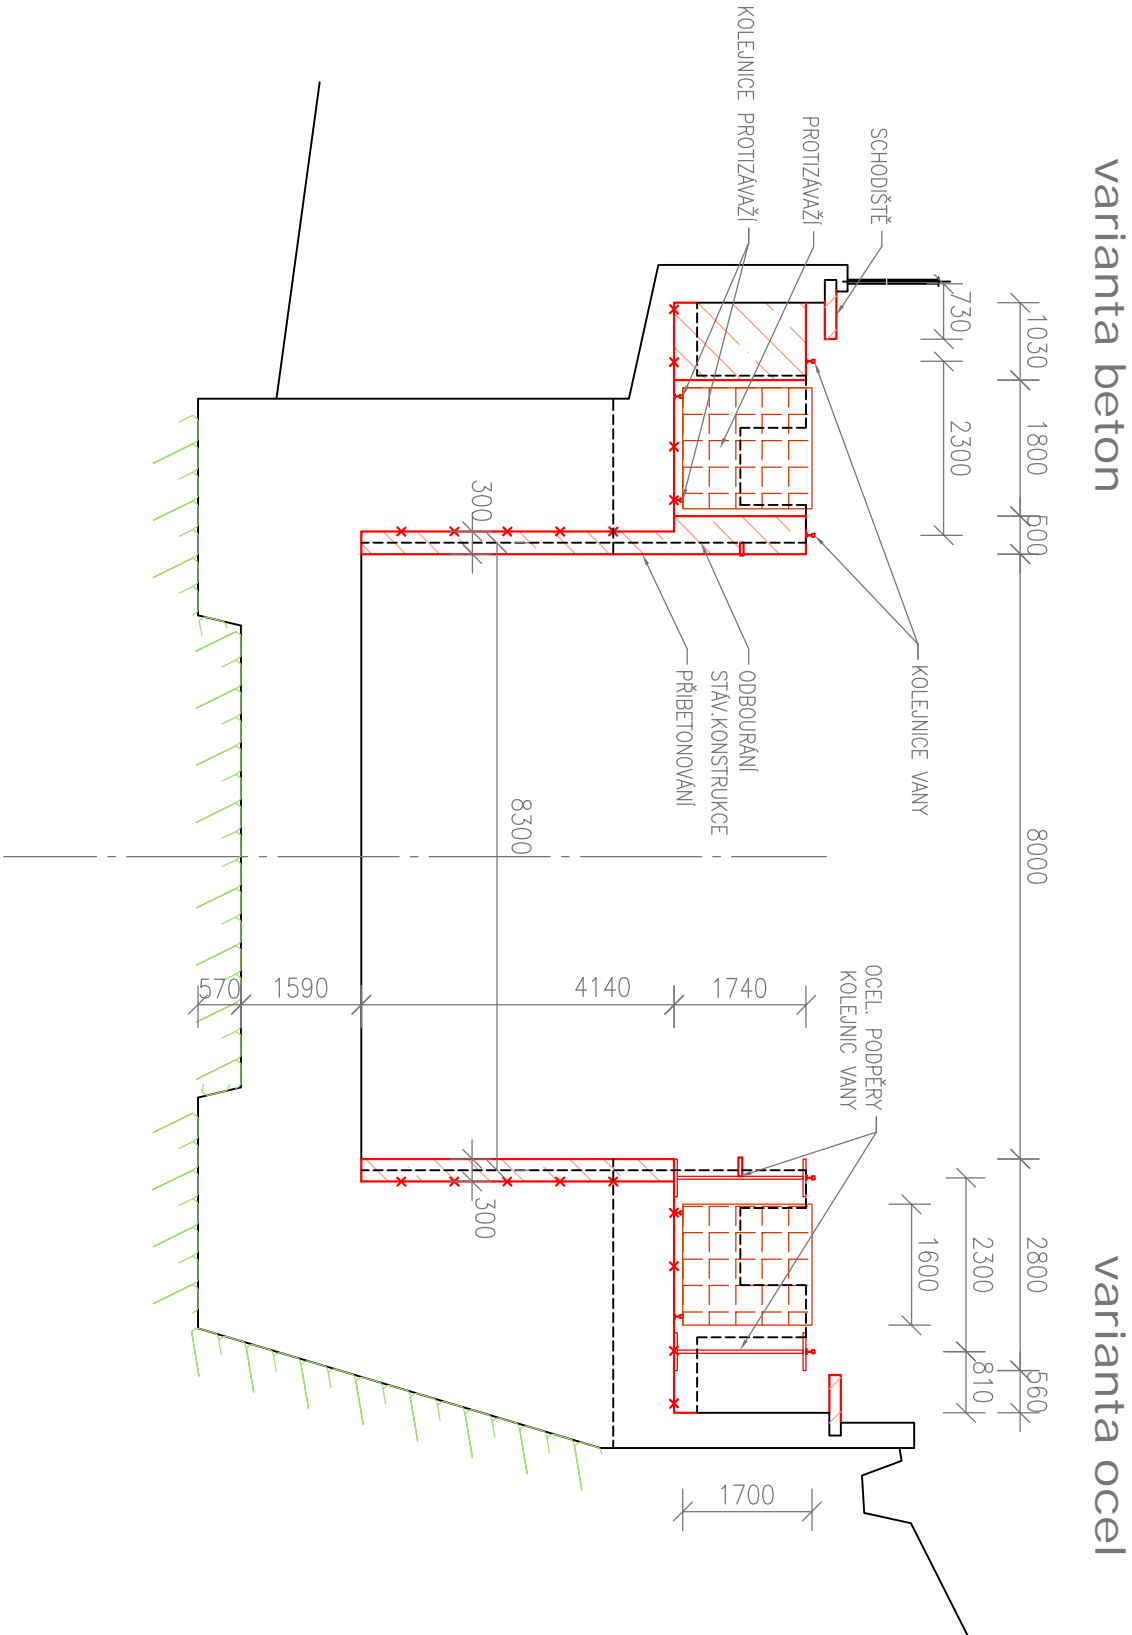 varianta beton
varianta ocel
KOLEJNICE PROTIZÁVAŽÍ
PROTIZÁVAŽÍ
SCHODIŠTĚ
KOLEJNICE VANY
ODBOURÁNÍ
STÁV.KONSTRUKCE
PŘIBETONOVÁNÍ
OCEL. PODPĚRY
KOLEJNIC VANY
1030
1800
500
8000
2800
560
730
2300
2300
810
1600
300
8300
300
570
1590
4140
1740
1700